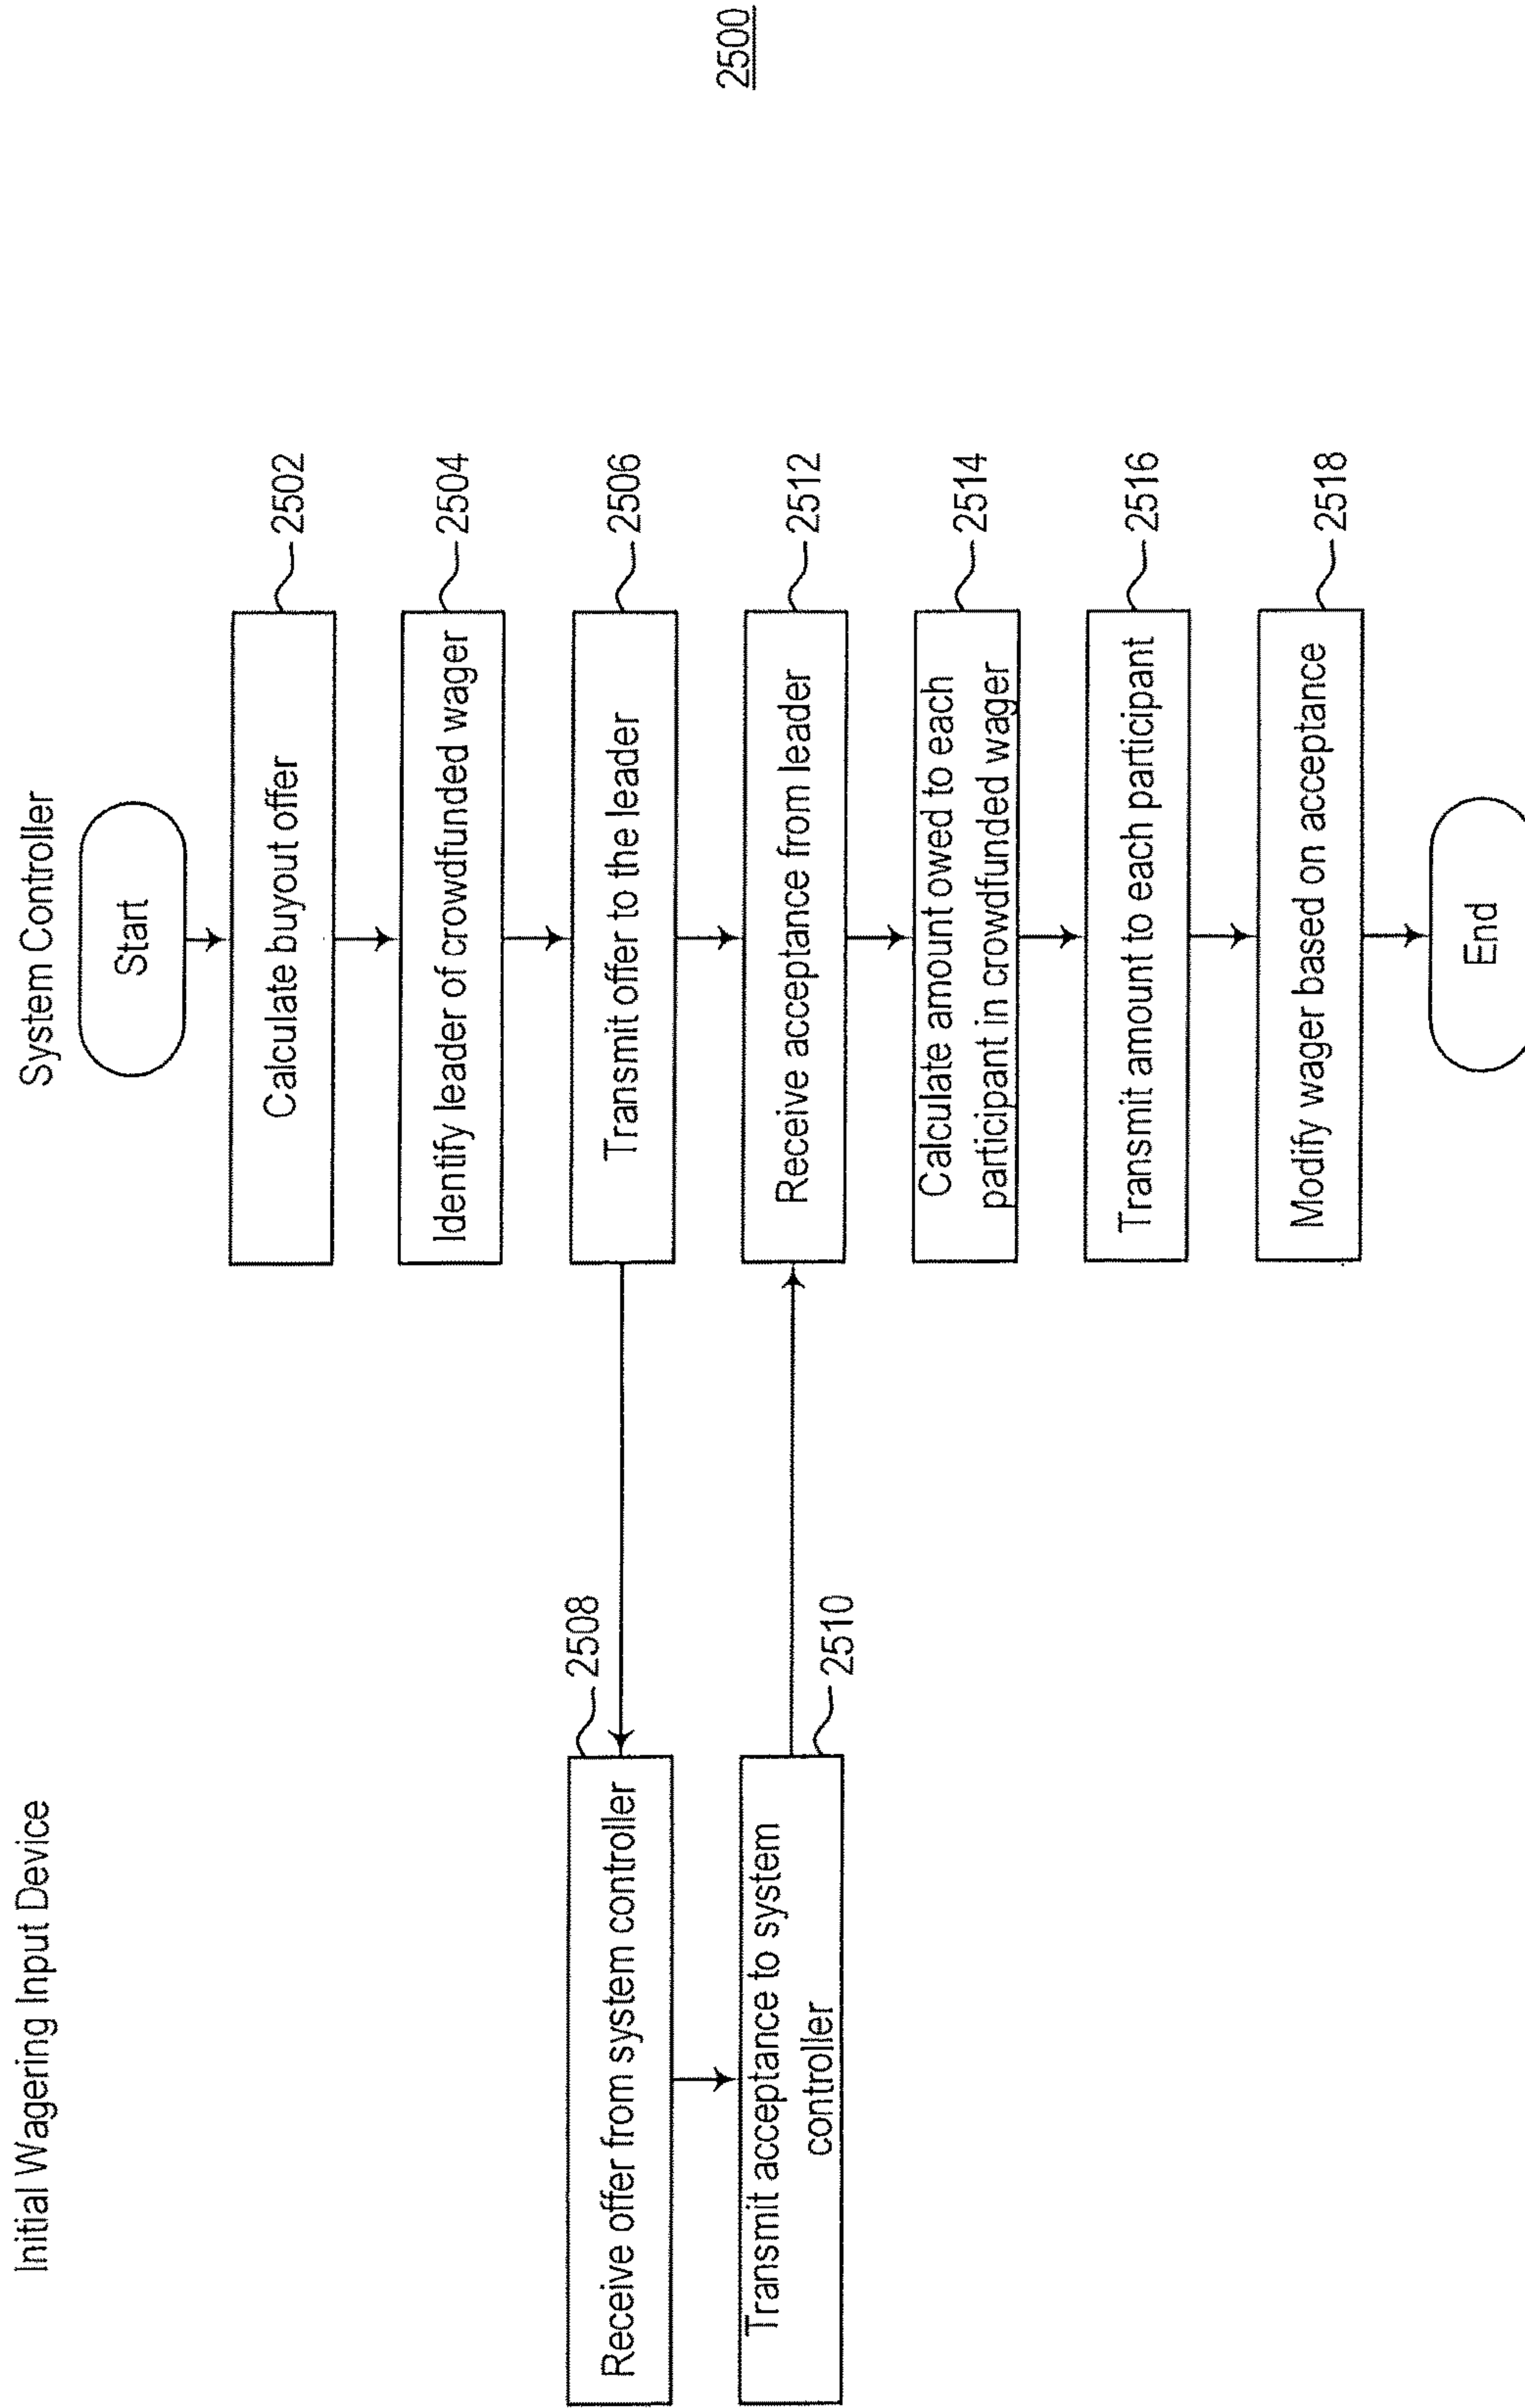 Initial Wagering Input Device
System Controller
Start
Calculate buyout offer
2502
Identify leader of crowdfunded wager
2504
Transmit offer to the leader
2506
Receive offer from system controller
2508
Transmit acceptance to system
controller
2510
Receive acceptance from leader
2512
Calculate amount owed to each
participant in crowdfunded wager
2514
Transmit amount to each participant
2516
Modify wager based on acceptance
2518
End
2500